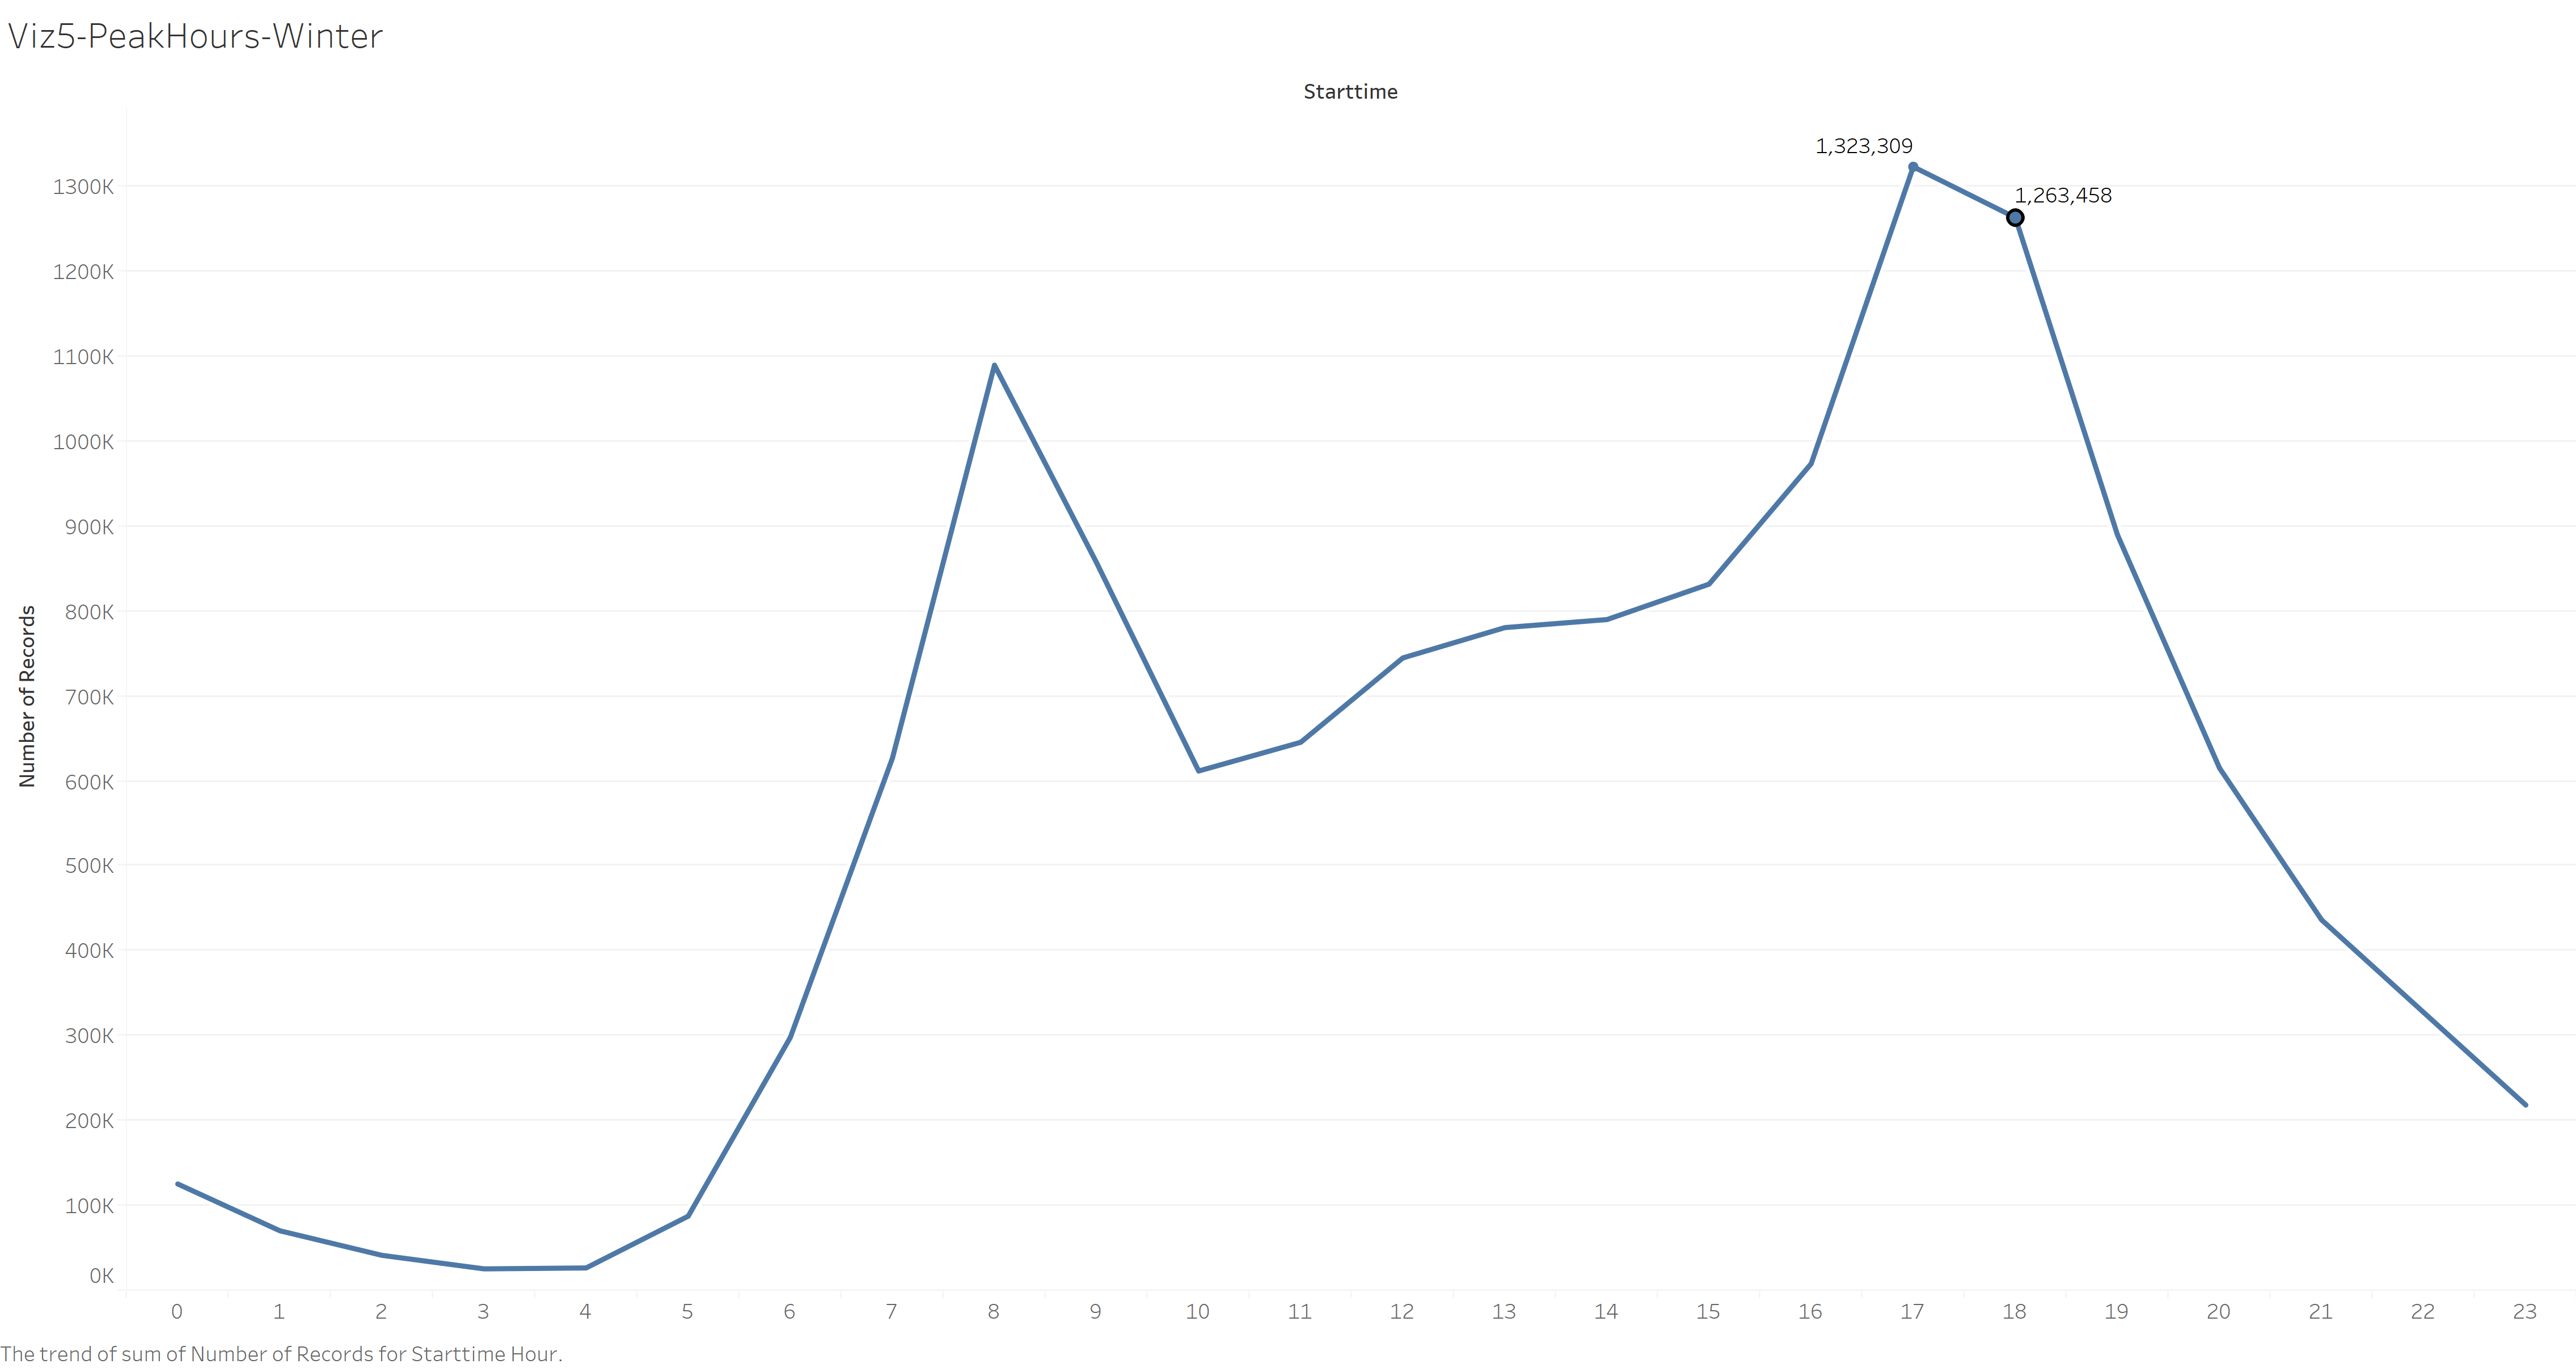 Viz5-PeakHours-Winter
Starttime
1,323,309
1,263,458
1300K
1200K
1100K
1000K
900K
800K
700K
600K
500K
400K
300K
200K
100K
0K
Number of Records
0 1 2 3 4 5 6 7 8 9 10 11 12 13 14 15 16 17 18 19 20 21 22 23
The trend of sum of Number of Records for Starttime Hour.